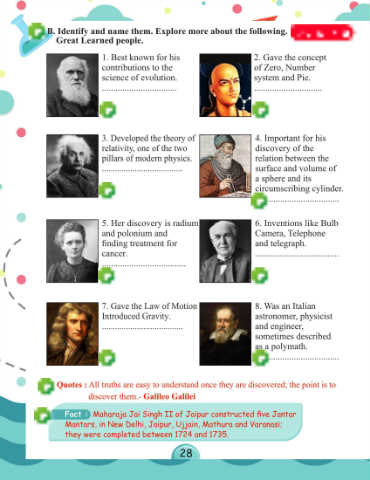 B. Identify and name them. Explore more about the following.
Great Learned people.
1. Best known for his
contributions to the
science of evolution.
..............................
2. Gave the concept
of Zero, Number
system and Pie.
...........................
3. Developed the theory of
relativity, one of the two
pillars of modern physics.
................................
4. Important for his
discovery of the
relation between the
surface and volume of
a sphere and its
circumscribing cylinder.
..............................
5. Her discovery is radium
and polonium and
finding treatment for
cancer.
.................................
6. Inventions like Bulb
Camera, Telephone
and telegraph.
.................................
7. Gave the Law of Motion
Introduced Gravity.
................................
8. Was an Italian
astronomer, physicist
and engineer,
sometimes described
as a polymath.
..............................
Quotes : All truths are easy to understand once they are discovered; the point is to
discover them.- Galileo Galilei
Fact : Maharaja Jai Singh II of Jaipur constructed five Jantar
Mantars, in New Delhi, Jaipur, Ujjain, Mathura and Varanasi;
they were completed between 1724 and 1735.
28